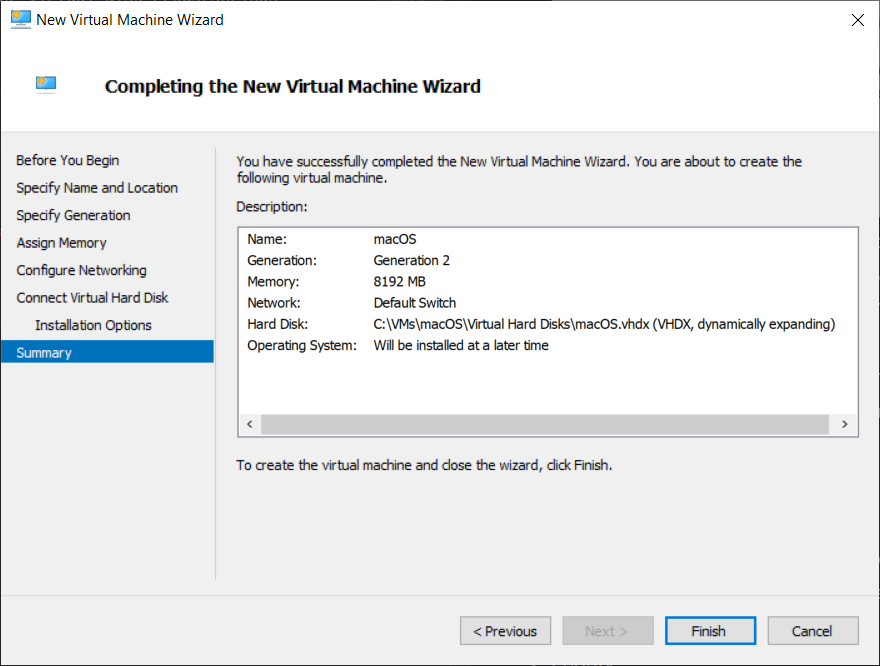 New Virtual Machine Wizard
Completing the New Virtual Machine Wizard
Before You Begin
Specify Name and Location
Specify Generation
Assign Memory
Configure Networking
Connect Virtual Hard Disk
Installation Options
Summary
You have successfully completed the New Virtual Machine Wizard. You are about to create the
following virtual machine.
Description:
Name: macOS
Generation: Generation 2
Memory: 8192 MB
Network: Default Switch
Hard Disk: C:\VMs\macOS\Virtual Hard Disks\macOS.vhdx (VHDX, dynamically expanding)
Operating System: Will be installed at a later time
To create the virtual machine and close the wizard, click Finish.
< Previous Next > Finish Cancel